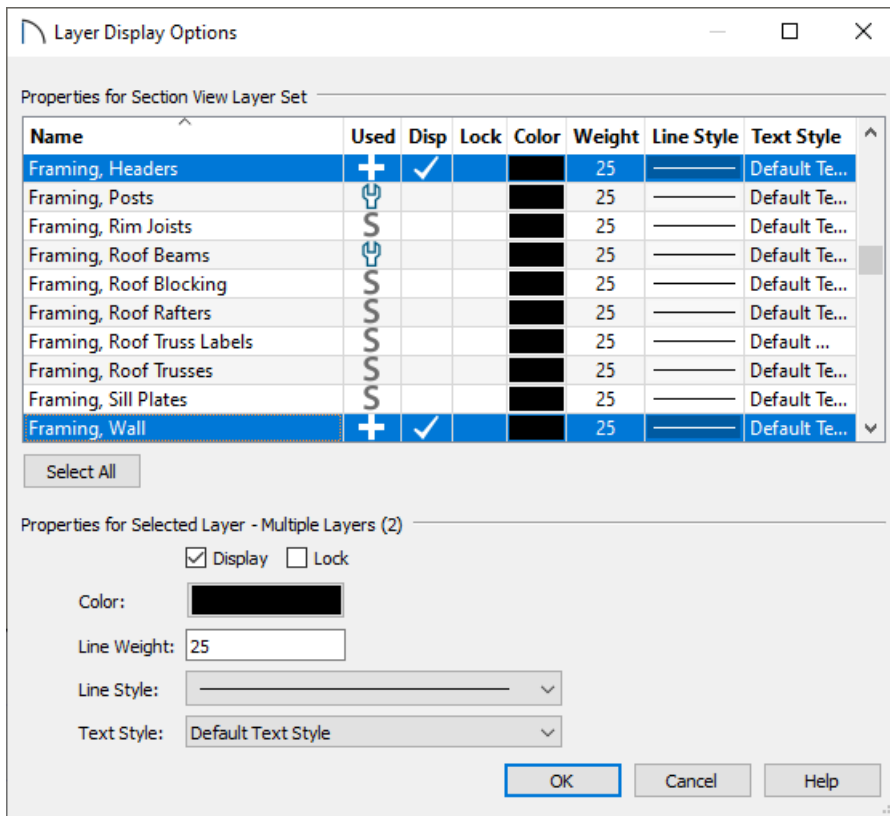 Layer Display Options
Properties for Section View Layer Set
Name Used Disp Lock Color Weight Line Style Text Style
Framing, Headers 25 Default Te...
Framing, Posts 25 Default Te...
Framing, Rim Joists S 25 Default Te...
Framing, Roof Beams 25 Default Te...
Framing, Roof Blocking S 25 Default Te...
Framing, Roof Rafters S 25 Default Te...
Framing, Roof Truss Labels S 25 Default ...
Framing, Roof Trusses S 25 Default Te...
Framing, Sill Plates S 25 Default Te...
Framing, Wall 25 Default Te...
Select All
Properties for Selected Layer - Multiple Layers (2)
Display Lock
Color:
Line Weight: 25
Line Style:
Text Style: Default Text Style
OK Cancel Help